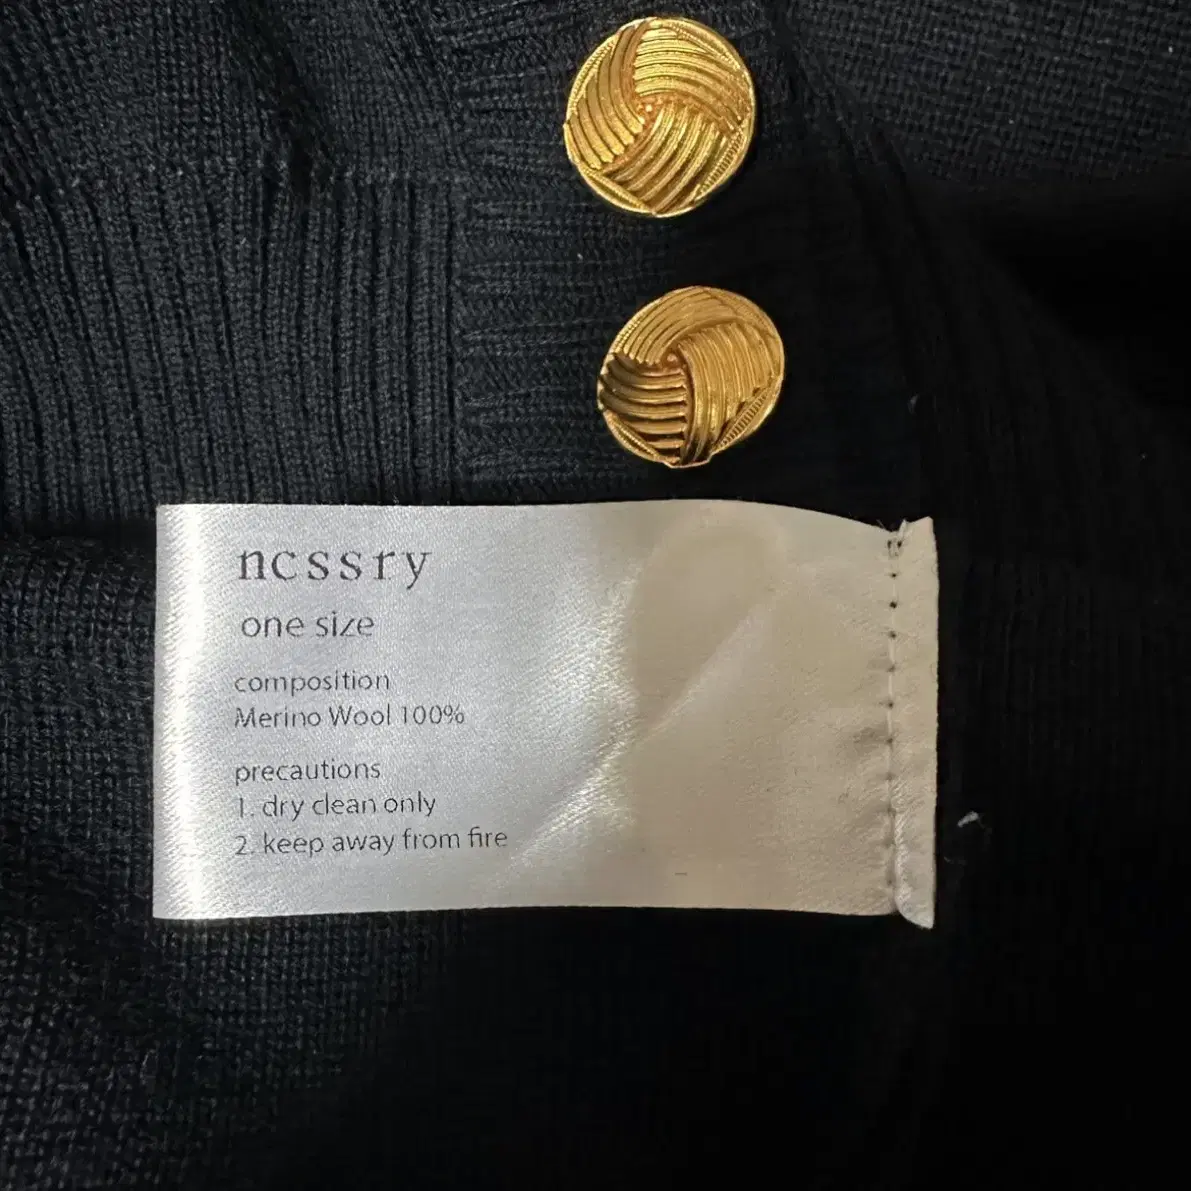 ncssry
one size
composition
Merino Wool 100%
precautions
1. dry clean only
2. keep away from fire